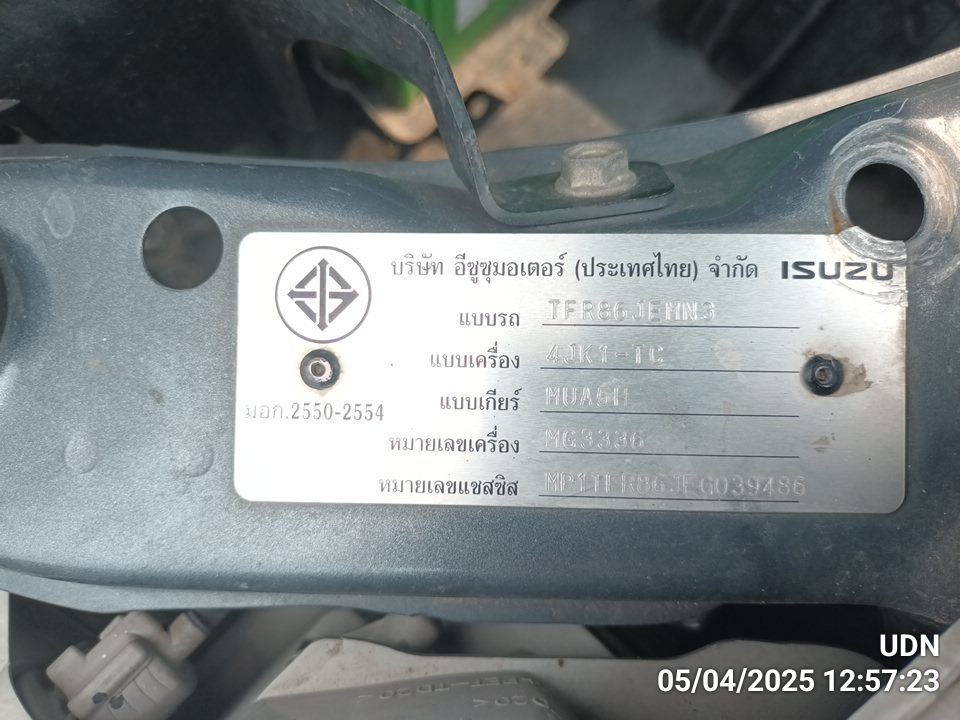 บริษัท อีซูซุมอเตอร์ (ประเทศไทย) จำกัด ISUZU
แบบรถ TFR86JEMN3
แบบเครื่อง 4JK1-TC
แบบเกียร์ MUA5H
มอก.2550-2554
หมายเลขเครื่อง MG3336
หมายเลขแชสซิส MP1TFR86JEG039486
UDN
05/04/2025 12:57:23